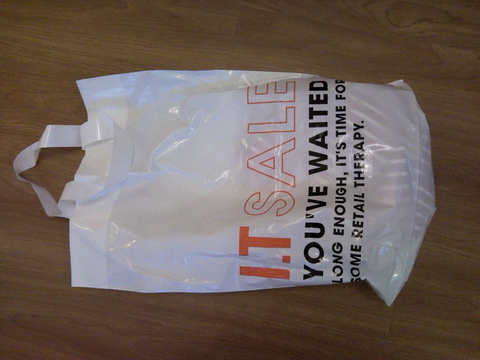 I.T SALE
YOU'VE WAITED
LONG ENOUGH, IT'S TIME FOR
SOME RETAIL THERAPY.